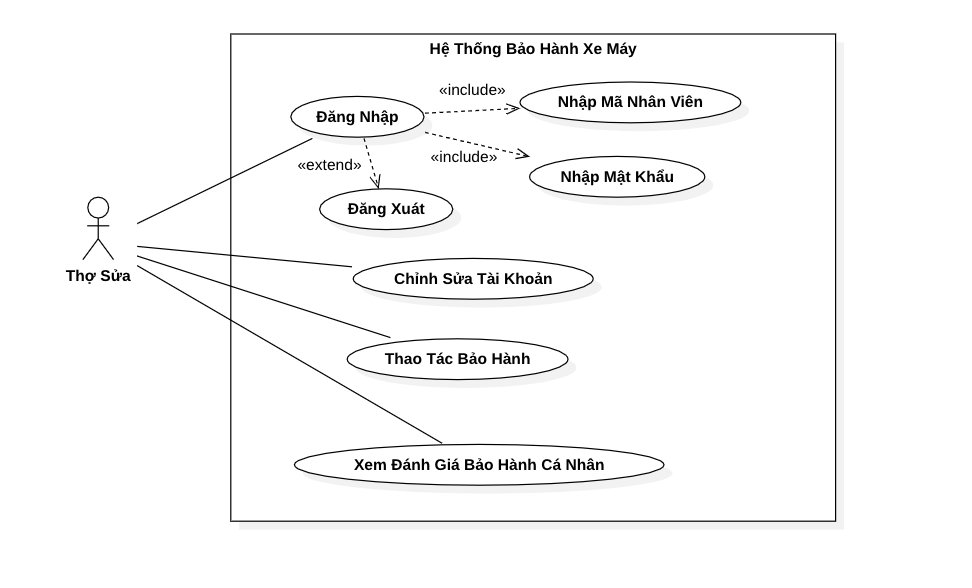 Hệ Thống Bảo Hành Xe Máy
«include»
Nhập Mã Nhân Viên
Đăng Nhập
«include»
«extend»
Nhập Mật Khẩu
Đăng Xuát
Thợ Sửa
Chỉnh Sửa Tài Khoản
Thao Tác Bảo Hành
Xem Đánh Giá Bảo Hành Cá Nhân